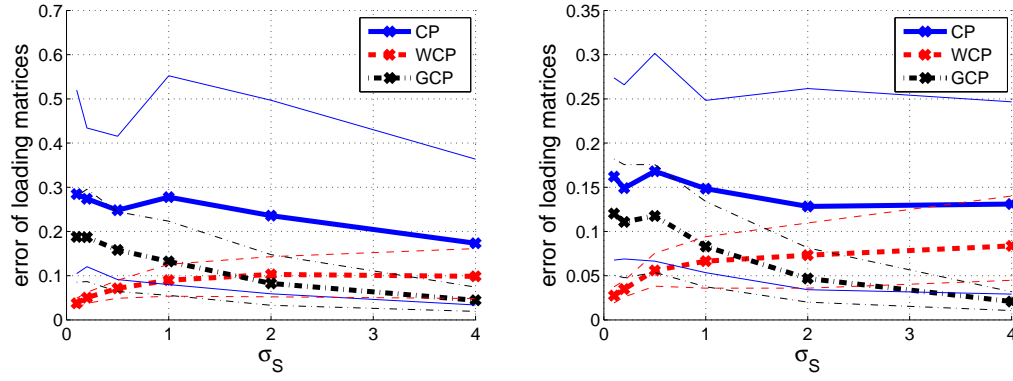 0.7
0.6
0.5
0.4
0.3
0.2
0.1
0
error of loading matrices
0 1 2 3 4
σS
CP
WCP
GCP
0.35
0.3
0.25
0.2
0.15
0.1
0.05
0
error of loading matrices
0 1 2 3 4
σS
CP
WCP
GCP